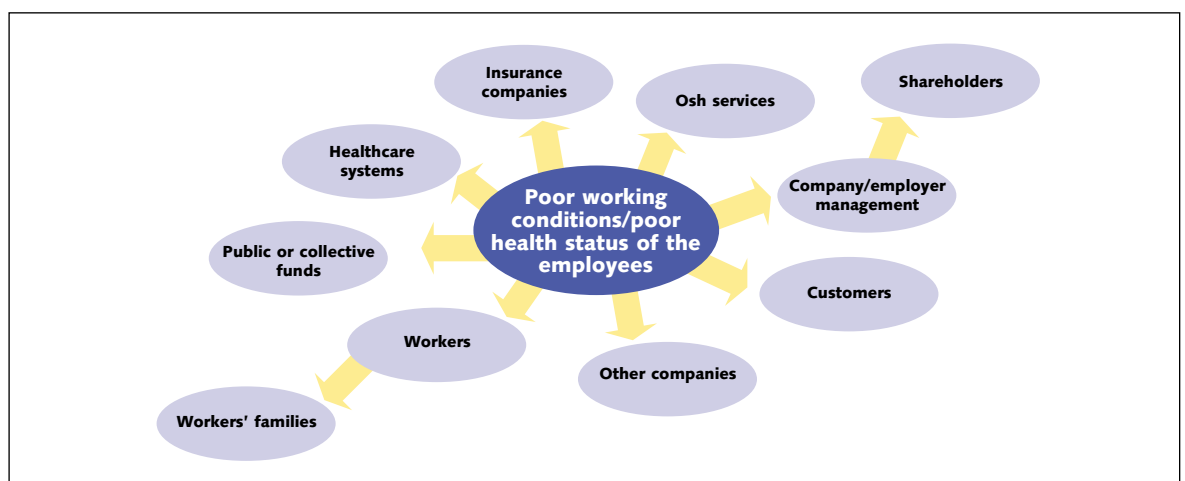 Insurance
companies
Osh services
Shareholders
Healthcare
systems
Company/employer
management
Poor working
conditions/poor
health status of the
employees
Public or collective
funds
Customers
Workers
Other companies
Workers' families